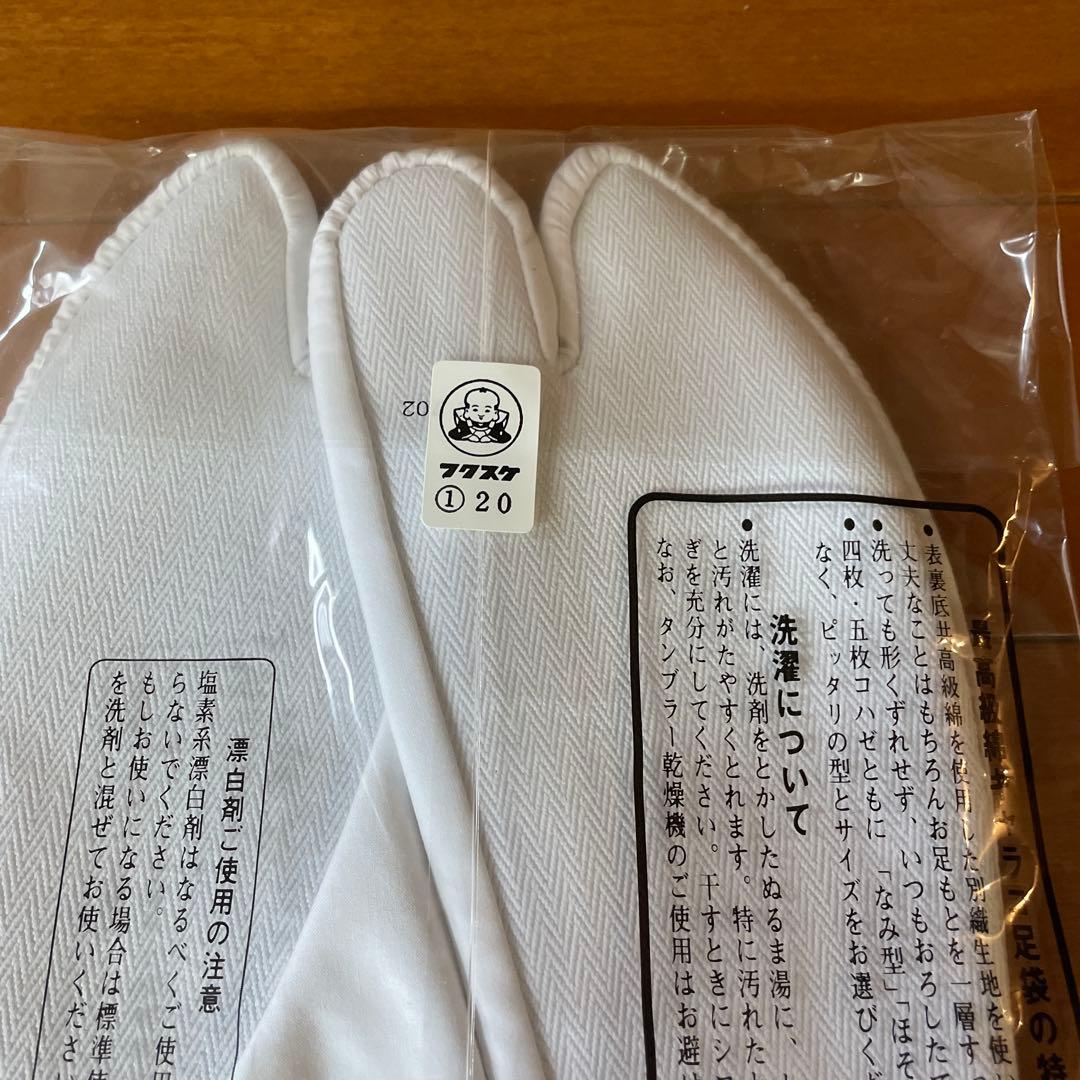 フクスケ
①20
02
最高級綿キャラコ足袋の特
表裏底共高級綿を使用した別織生地を使い
丈夫なことはもちろんお足もとを一層す
● 洗っても形くずれせず、いつもおろしたて
● 四枚・五枚コハゼともに「なみ型」「ほそ
なく、ピッタリの型とサイズをお選びくだ
洗濯について
● 洗濯には、洗剤をとかしたぬるま湯に、
と汚れがたやすくとれます。特に汚れた
ぎを充分にしてください。干すときにシ
なお、タンブラー乾燥機のご使用はお避け
漂白剤ご使用の注意
塩素系漂白剤はなるべくご使用
らないでください。
もしお使いになる場合は標準使
を洗剤と混ぜてお使いくださ